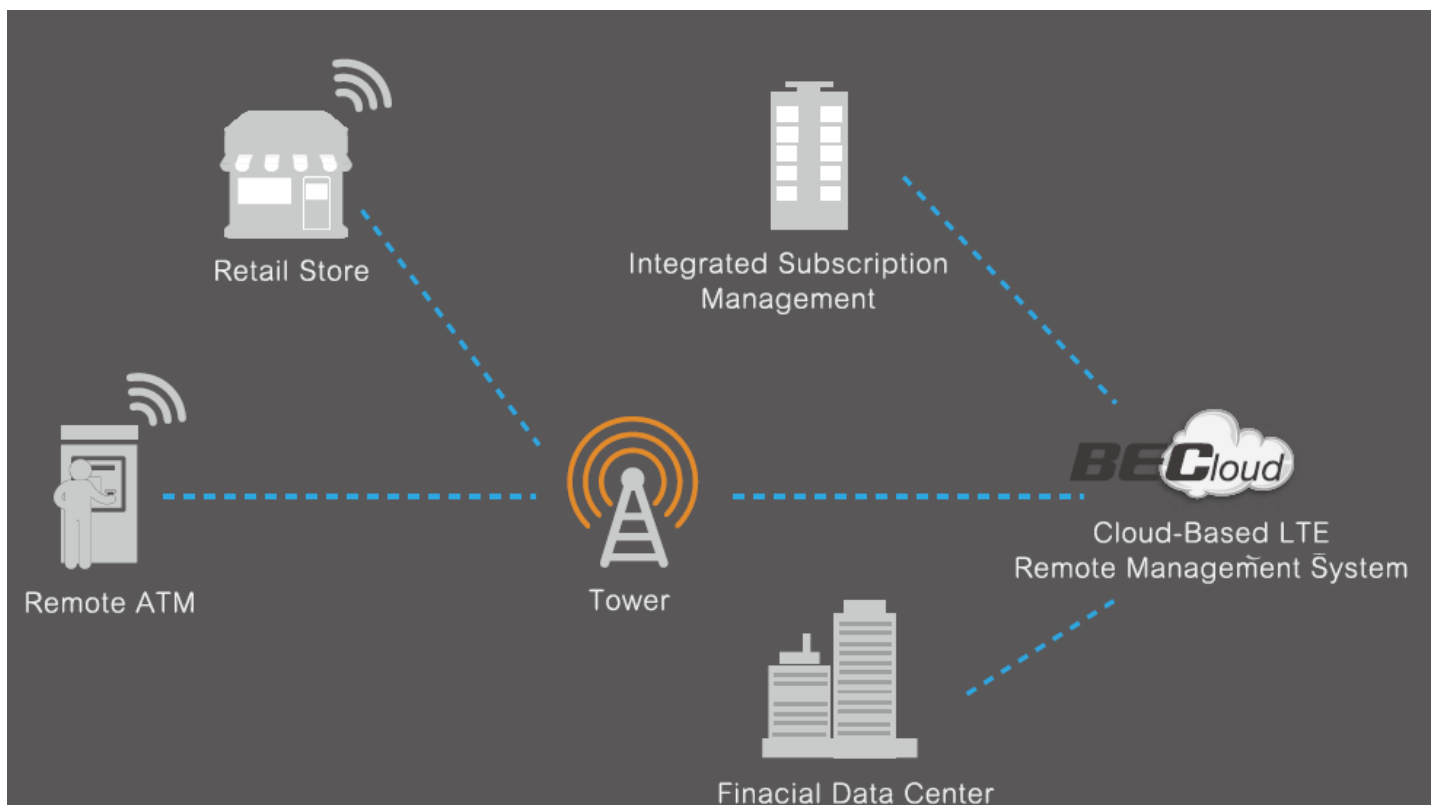 Retail Store
Integrated Subscription
Management
BECloud
Cloud-Based LTE
Remote Management System
Remote ATM
Tower
Finacial Data Center